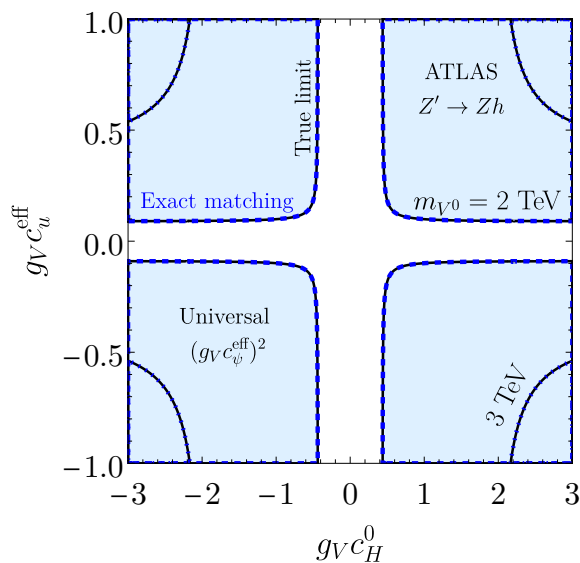 1.0
0.5
0.0
−0.5
−1.0
g_V c_u^eff
True limit
ATLAS
Z′ → Zh
Exact matching
m_{V^0} = 2 TeV
Universal
(g_V c_ψ^eff)^2
3 TeV
−3 −2 −1 0 1 2 3
g_V c_H^0